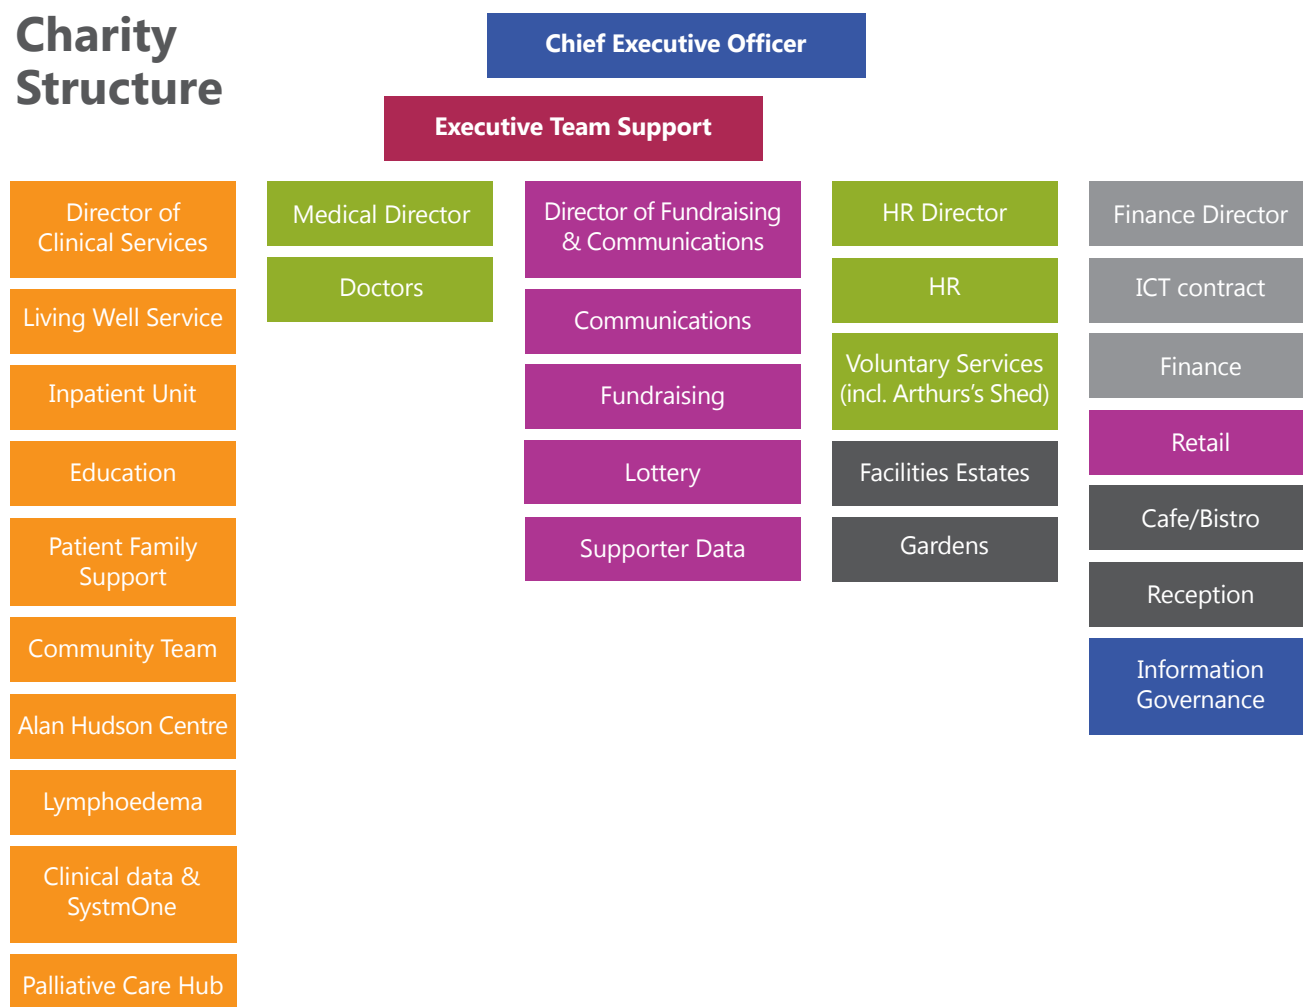 Charity
Structure
Chief Executive Officer
Executive Team Support
Director of
Clinical Services
Living Well Service
Inpatient Unit
Education
Patient Family
Support
Community Team
Alan Hudson Centre
Lymphoedema
Clinical data &
SystmOne
Palliative Care Hub
Medical Director
Doctors
Director of Fundraising
& Communications
Communications
Fundraising
Lottery
Supporter Data
HR Director
HR
Voluntary Services
(incl. Arthurs's Shed)
Facilities Estates
Gardens
Finance Director
ICT contract
Finance
Retail
Cafe/Bistro
Reception
Information
Governance